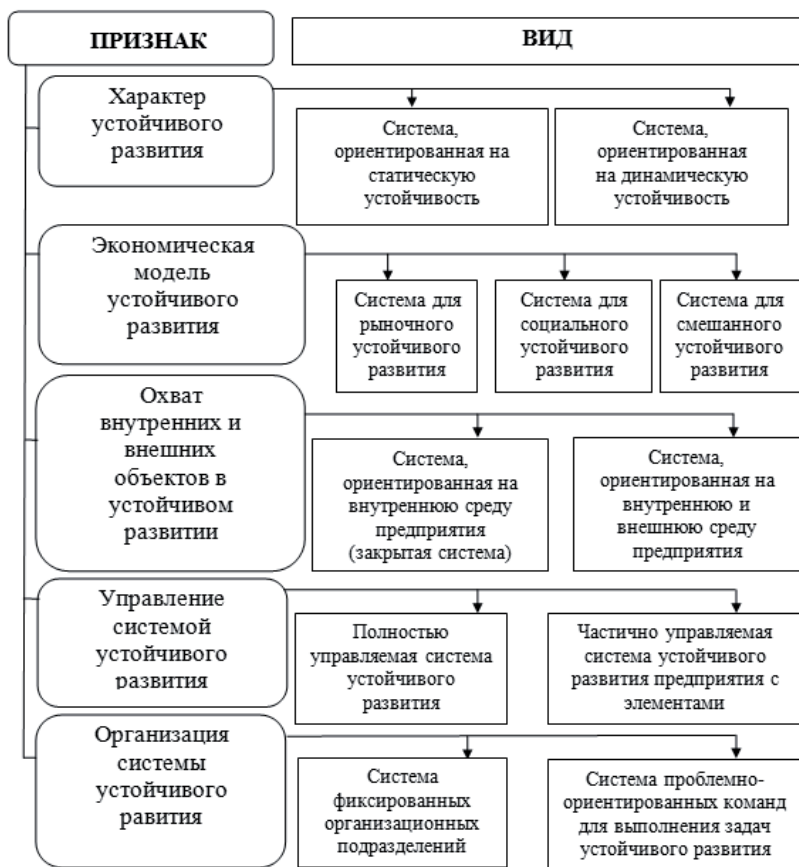 ПРИЗНАК
ВИД
Характер
устойчивого
развития
Система,
ориентированная на
статическую
устойчивость
Система,
ориентированная
на динамическую
устойчивость
Экономическая
модель
устойчивого
развития
Система для
рыночного
устойчивого
развития
Система для
социального
устойчивого
развития
Система для
смешанного
устойчивого
развития
Охват
внутренних и
внешних
объектов в
устойчивом
развитии
Система,
ориентированная на
внутреннюю среду
предприятия
(закрытая система)
Система,
ориентированная на
внутреннюю и
внешнюю среду
предприятия
Управление
системой
устойчивого
развития
Полностью
управляемая система
устойчивого
развития
Частично управляемая
система устойчивого
развития предприятия с
элементами
Организация
системы
устойчивого
равития
Система
фиксированных
организационных
подразделений
Система проблемно-
ориентированных команд
для выполнения задач
устойчивого развития